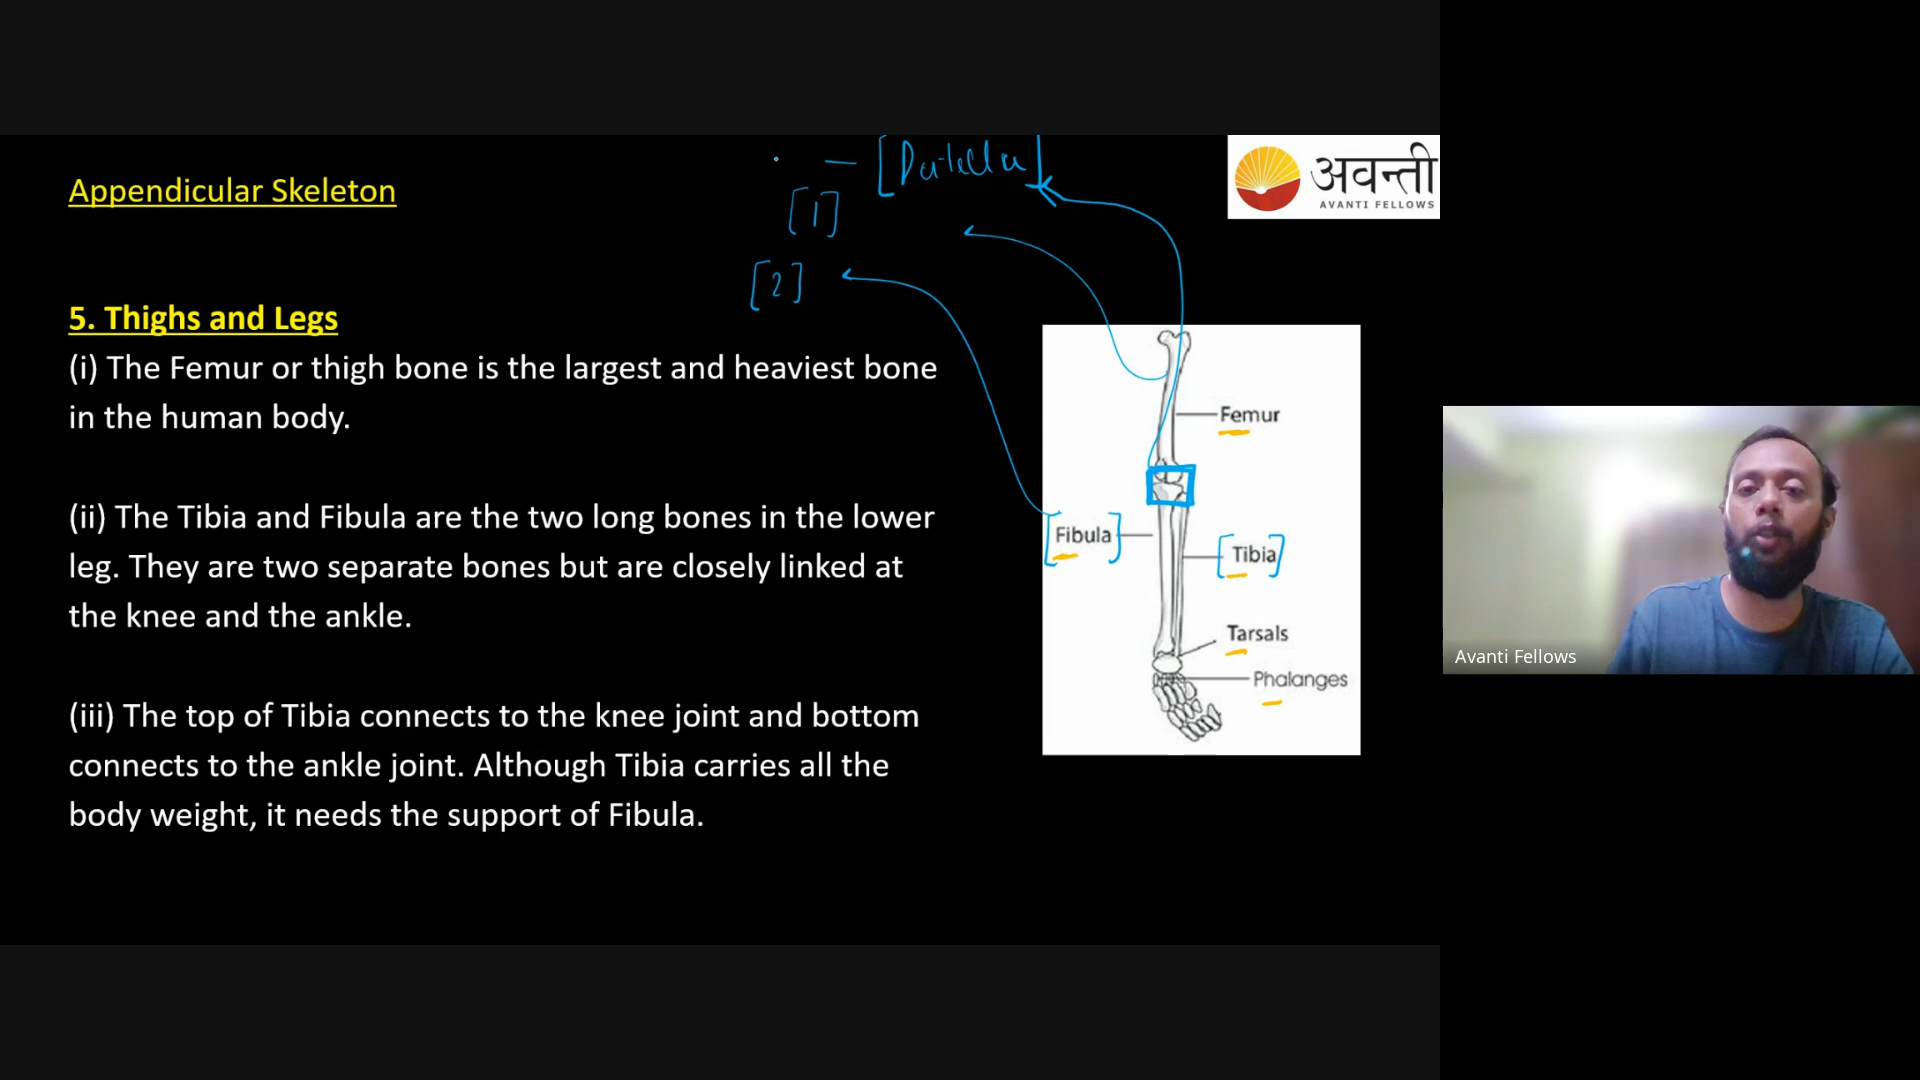 — [Patella]
Appendicular Skeleton
[1]
अवन्ती
AVANTI FELLOWS
[2]
5. Thighs and Legs
(i) The Femur or thigh bone is the largest and heaviest bone
in the human body.
Femur
(ii) The Tibia and Fibula are the two long bones in the lower
leg. They are two separate bones but are closely linked at
the knee and the ankle.
[Fibula]
[Tibia]
Tarsals
Phalanges
(iii) The top of Tibia connects to the knee joint and bottom
connects to the ankle joint. Although Tibia carries all the
body weight, it needs the support of Fibula.
Avanti Fellows